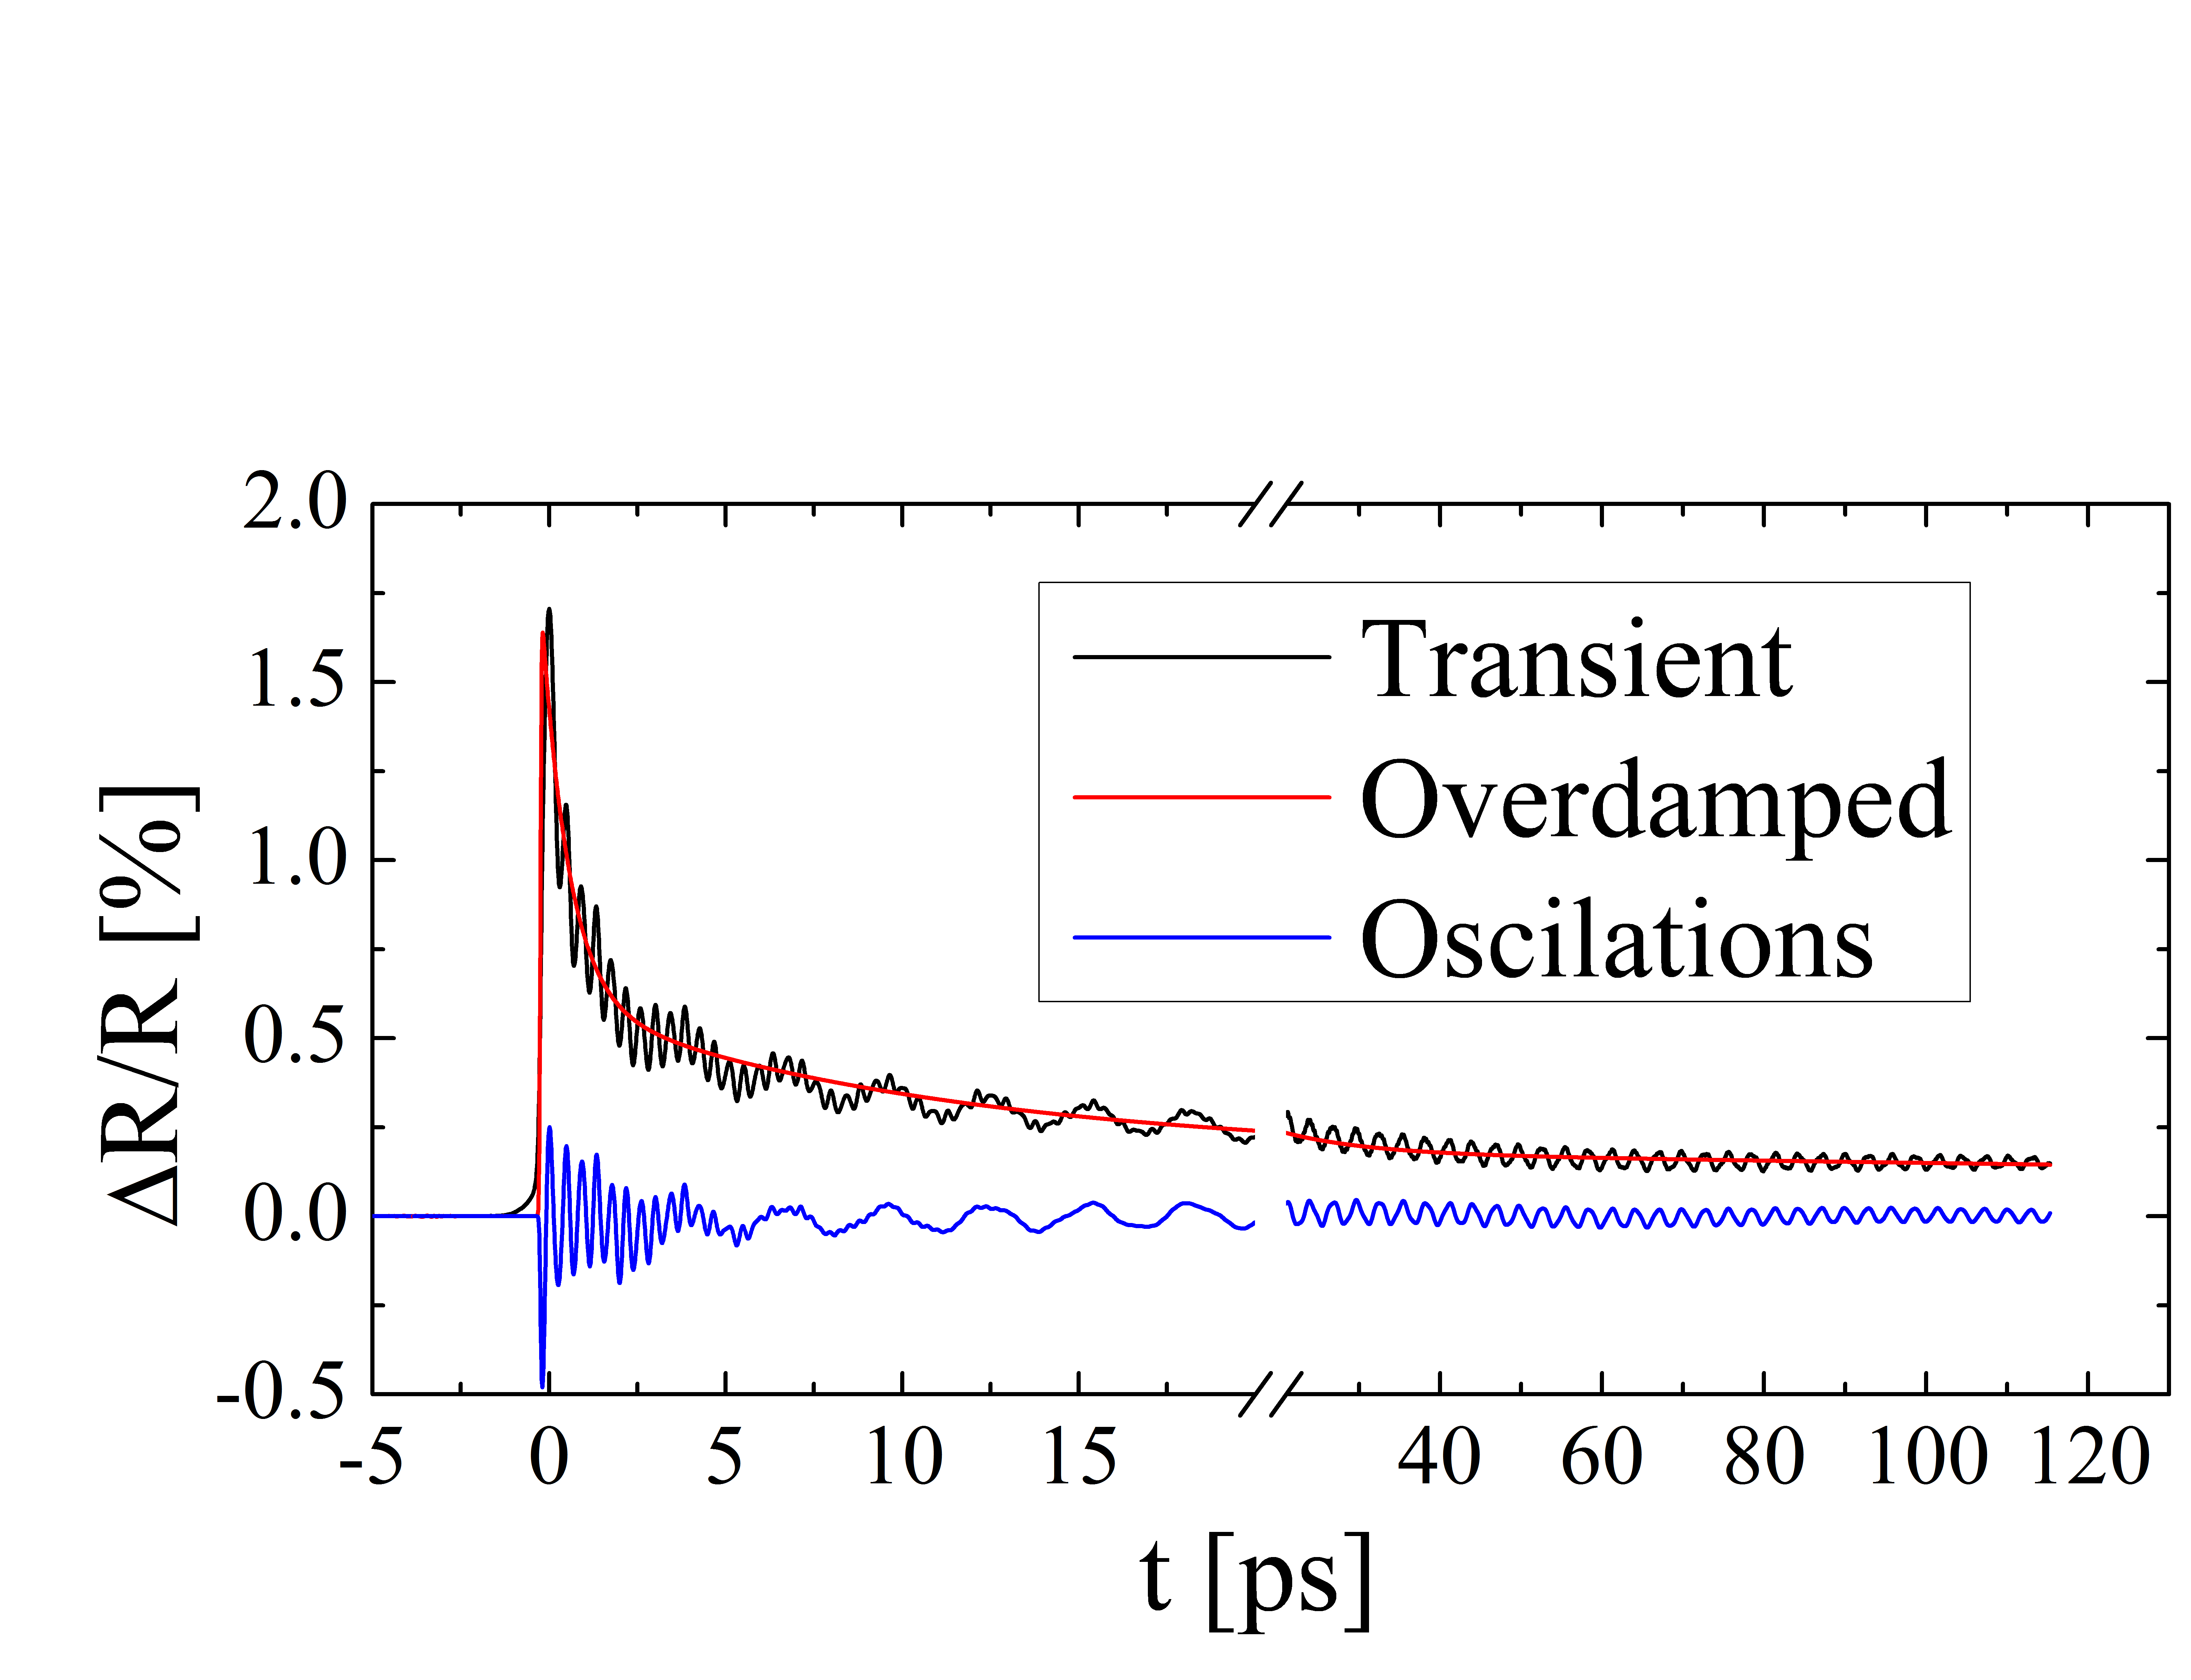 2.0
1.5
1.0
0.5
0.0
-0.5
ΔR/R [%]
Transient
Overdamped
Oscilations
-5 0 5 10 15 40 60 80 100 120
t [ps]